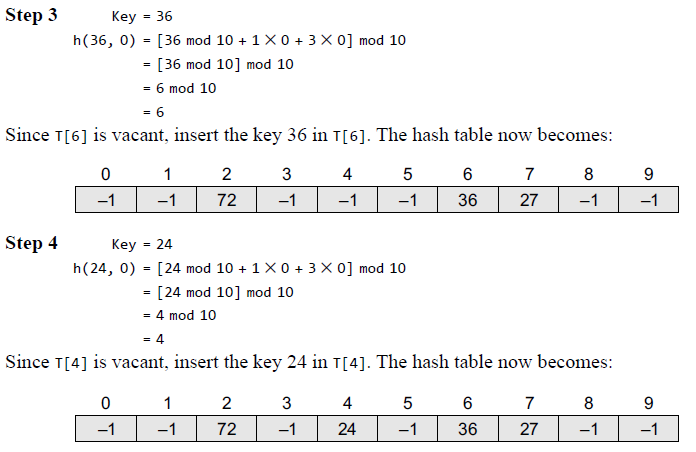 Step 3 Key = 36
h(36, 0) = [36 mod 10 + 1 × 0 + 3 × 0] mod 10
= [36 mod 10] mod 10
= 6 mod 10
= 6
Since T[6] is vacant, insert the key 36 in T[6]. The hash table now becomes:
0 1 2 3 4 5 6 7 8 9
–1 –1 72 –1 –1 –1 36 27 –1 –1
Step 4 Key = 24
h(24, 0) = [24 mod 10 + 1 × 0 + 3 × 0] mod 10
= [24 mod 10] mod 10
= 4 mod 10
= 4
Since T[4] is vacant, insert the key 24 in T[4]. The hash table now becomes:
0 1 2 3 4 5 6 7 8 9
–1 –1 72 –1 24 –1 36 27 –1 –1